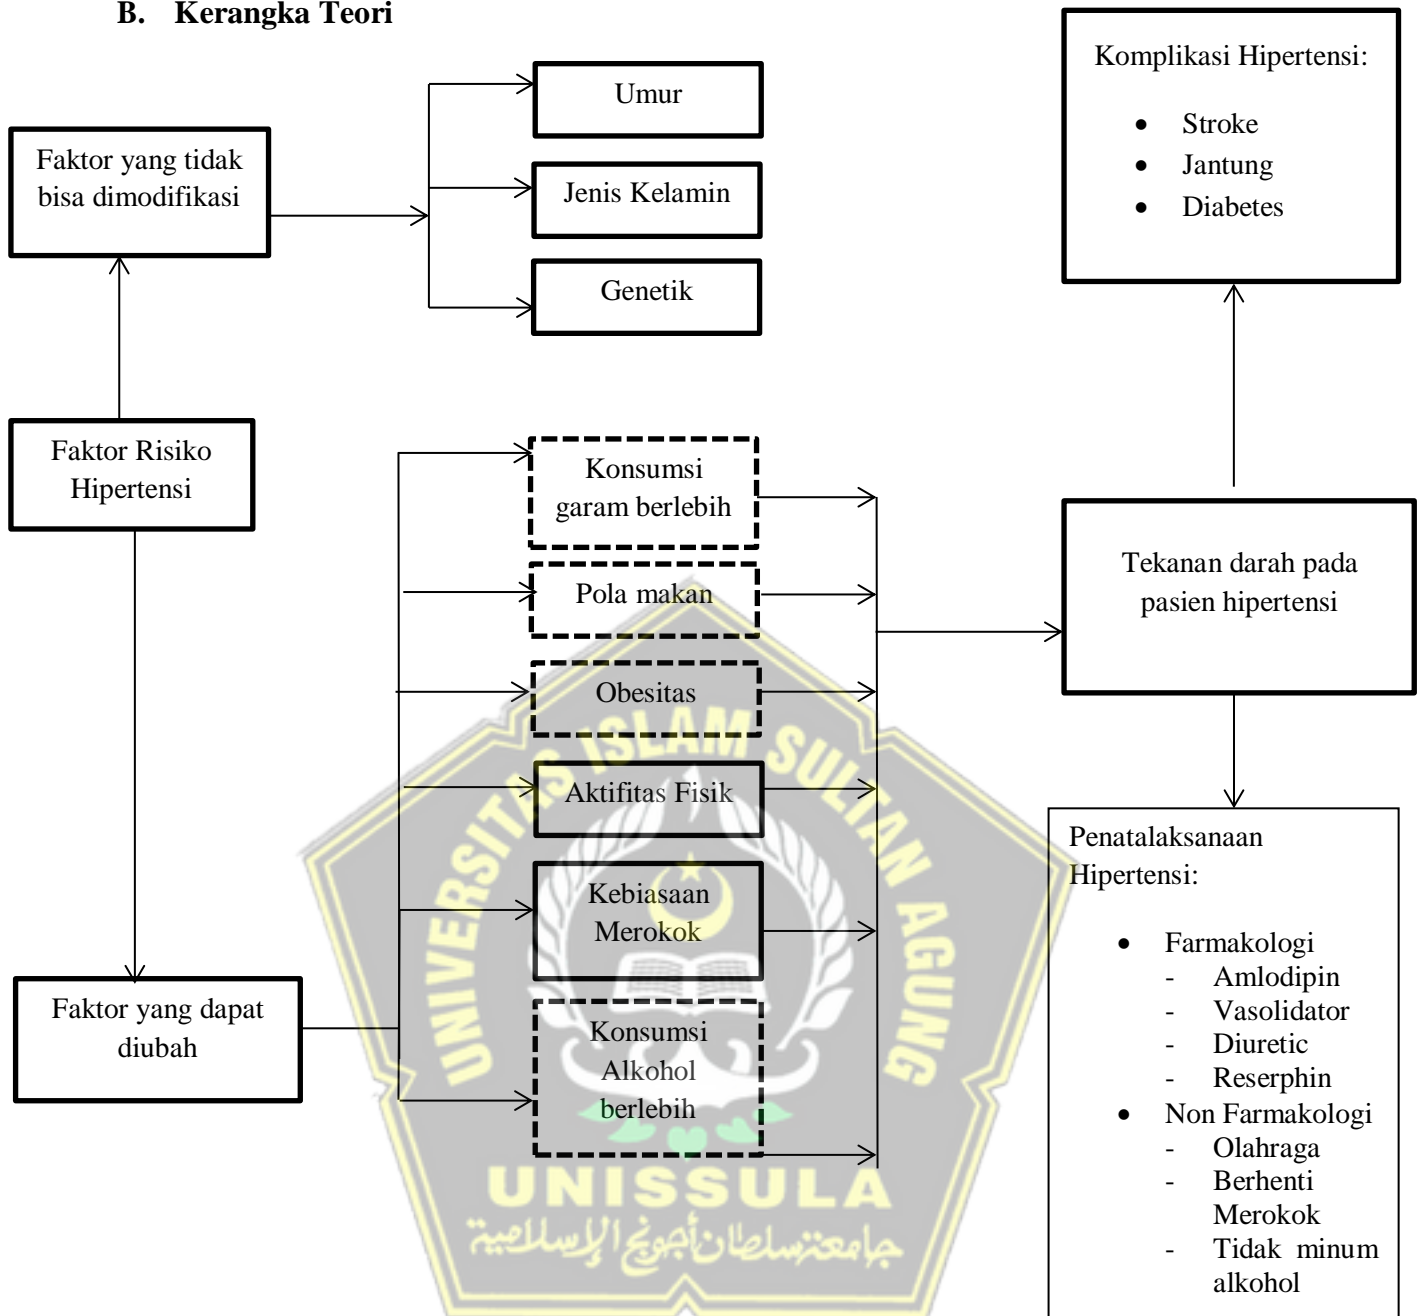 B. Kerangka Teori
Umur
Faktor yang tidak
bisa dimodifikasi
Jenis Kelamin
Genetik
Komplikasi Hipertensi:
• Stroke
• Jantung
• Diabetes
Faktor Risiko
Hipertensi
Konsumsi
garam berlebih
Pola makan
Obesitas
Aktifitas Fisik
Kebiasaan
Merokok
Konsumsi
Alkohol
berlebih
Faktor yang dapat
diubah
Tekanan darah pada
pasien hipertensi
Penatalaksanaan
Hipertensi:
• Farmakologi
- Amlodipin
- Vasolidator
- Diuretic
- Reserphin
• Non Farmakologi
- Olahraga
- Berhenti
Merokok
- Tidak minum
alkohol
UNIVERSITAS ISLAM SULTAN AGUNG
UNISSULA
جامعة سلطان أجونج الإسلامية